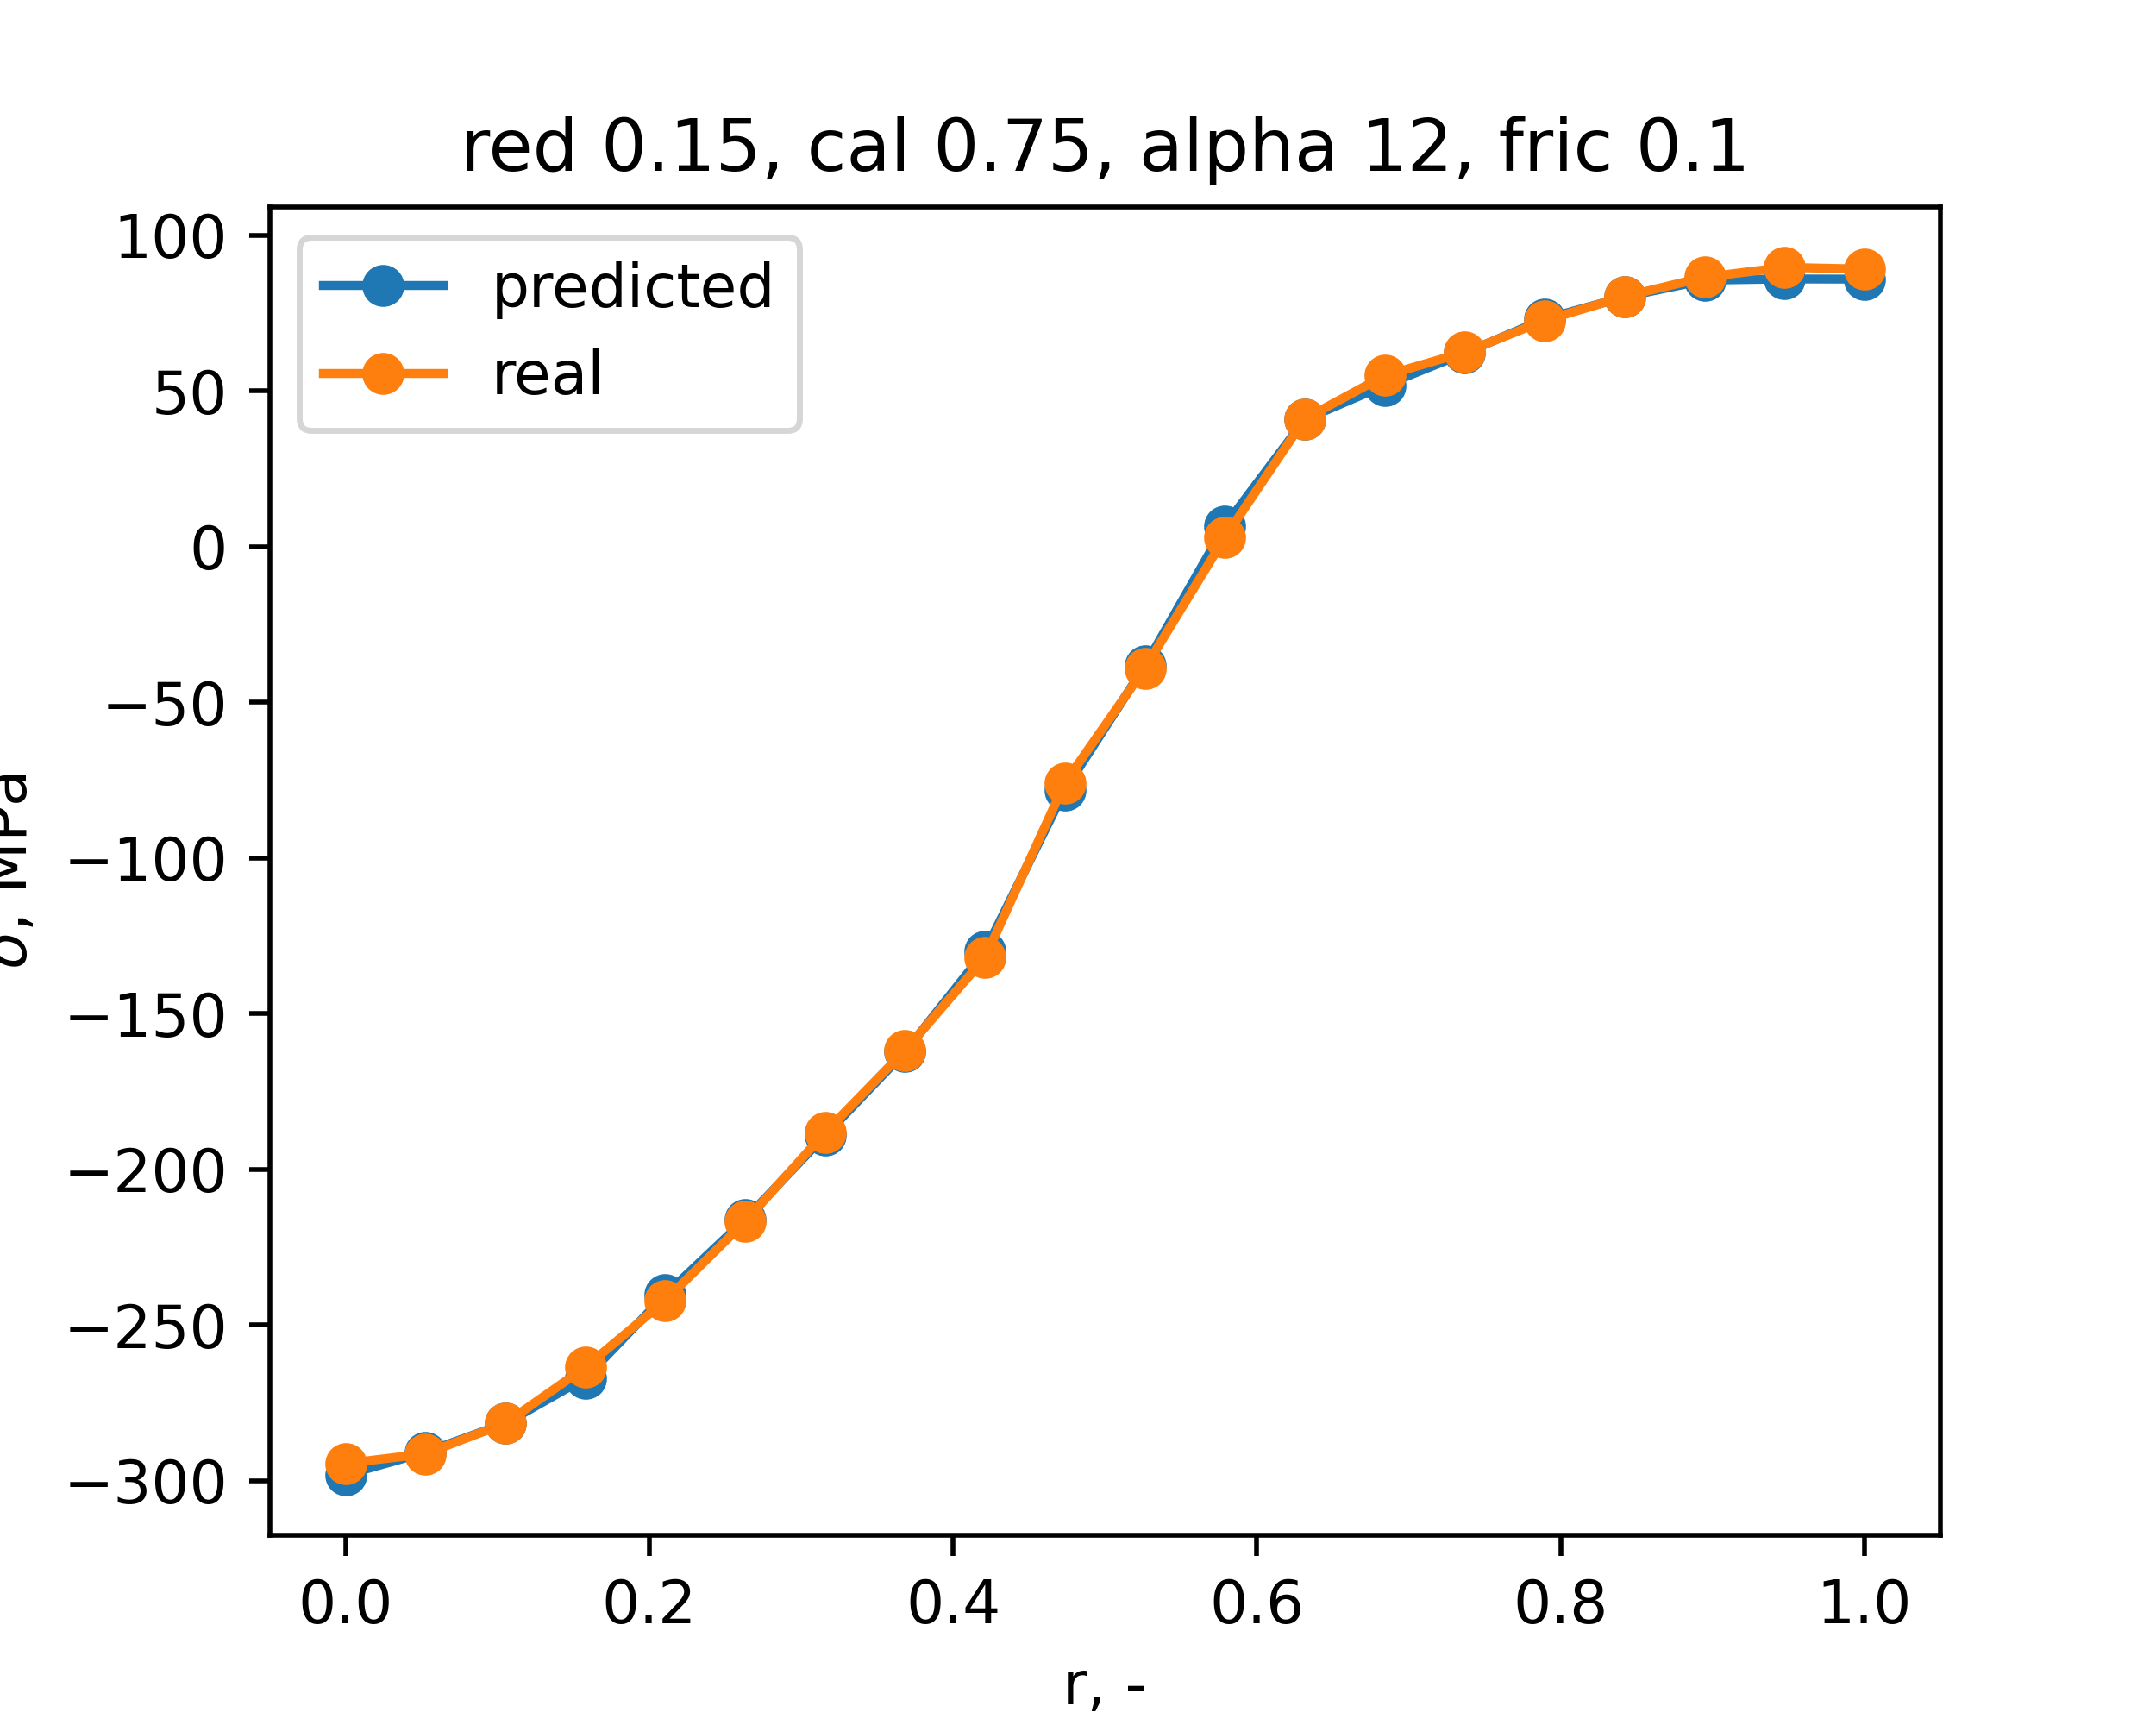 red 0.15, cal 0.75, alpha 12, fric 0.1
predicted
real
100
50
0
−50
−100
−150
−200
−250
−300
σ, MPa
0.0 0.2 0.4 0.6 0.8 1.0
r, -